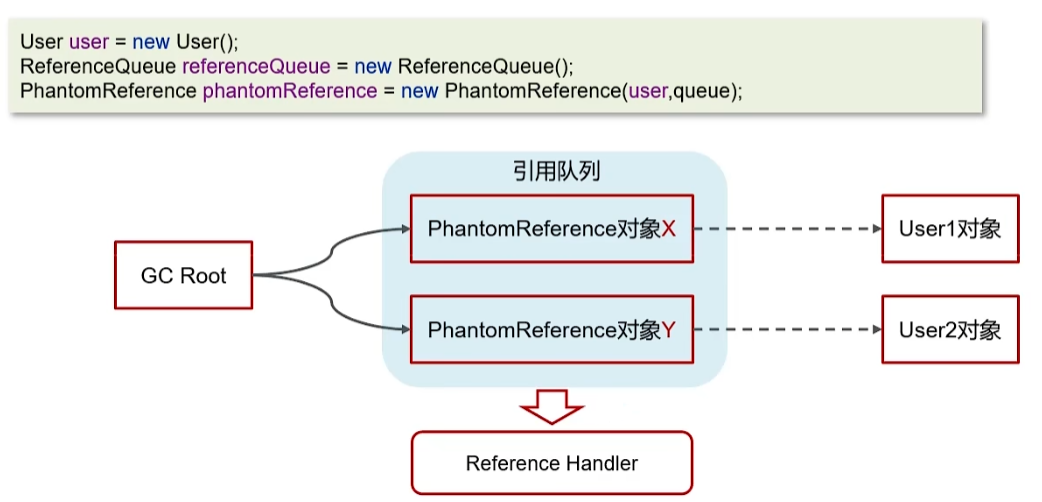 User user = new User();
ReferenceQueue referenceQueue = new ReferenceQueue();
PhantomReference phantomReference = new PhantomReference(user,queue);
引用队列
PhantomReference对象X
User1对象
GC Root
PhantomReference对象Y
User2对象
Reference Handler